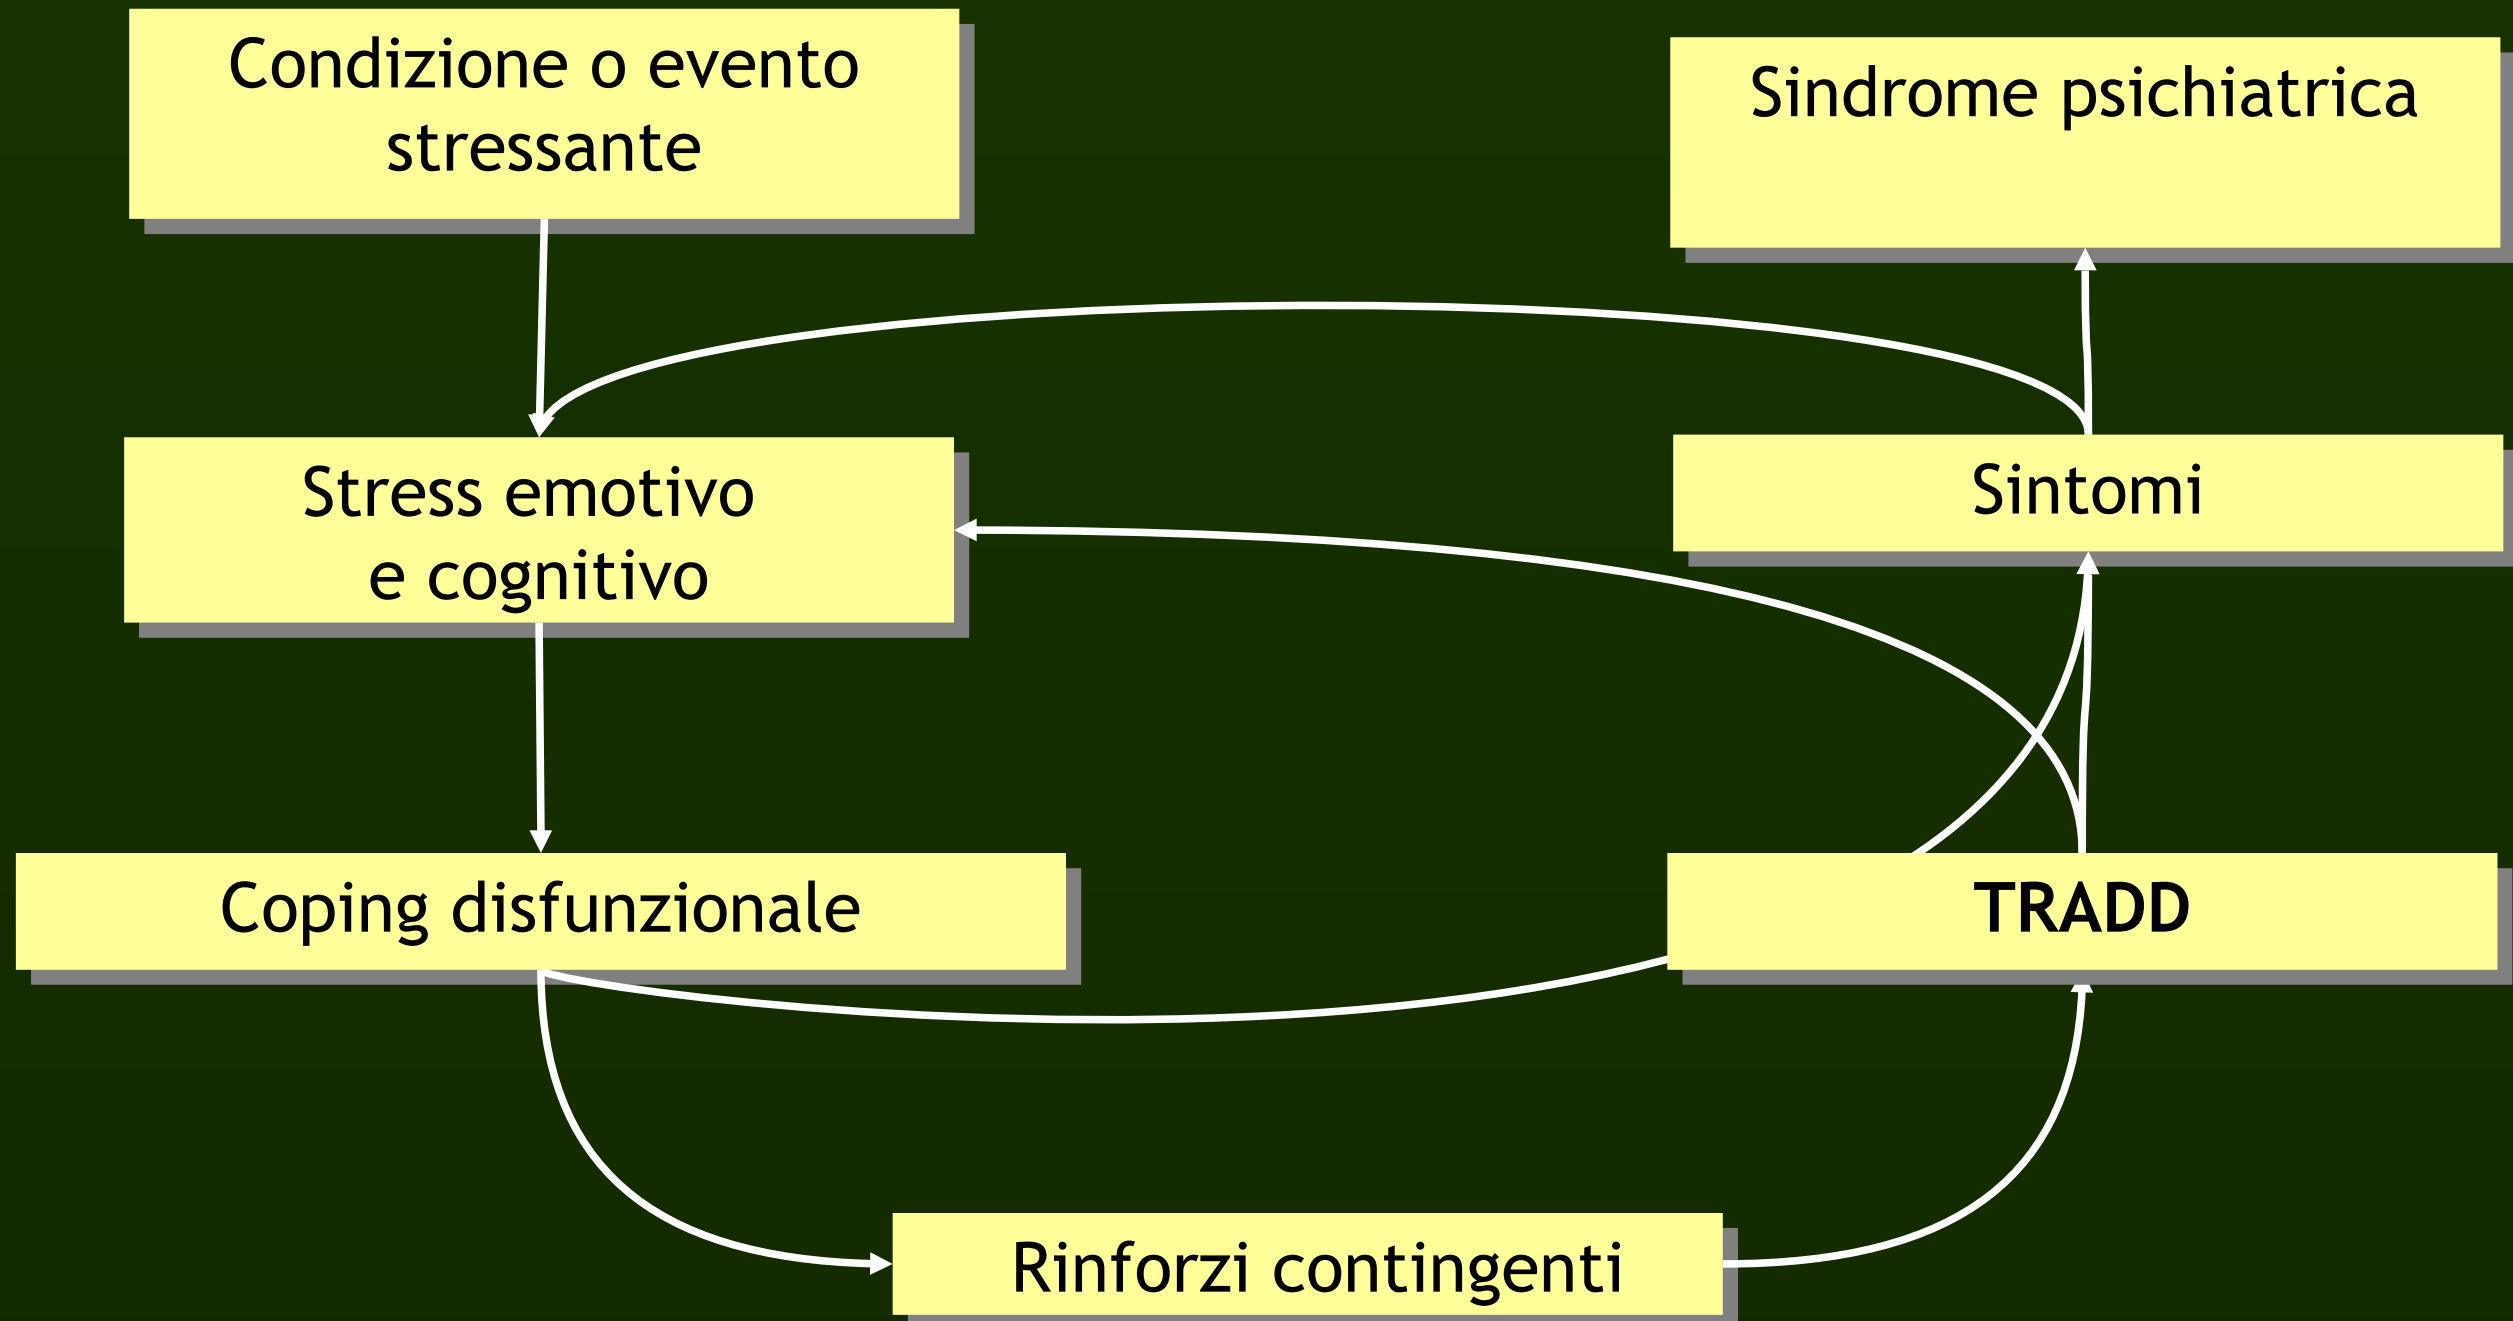 Condizione o evento
stressante
Sindrome psichiatrica
Stress emotivo
e cognitivo
Sintomi
Coping disfunzionale
TRADD
Rinforzi contingenti